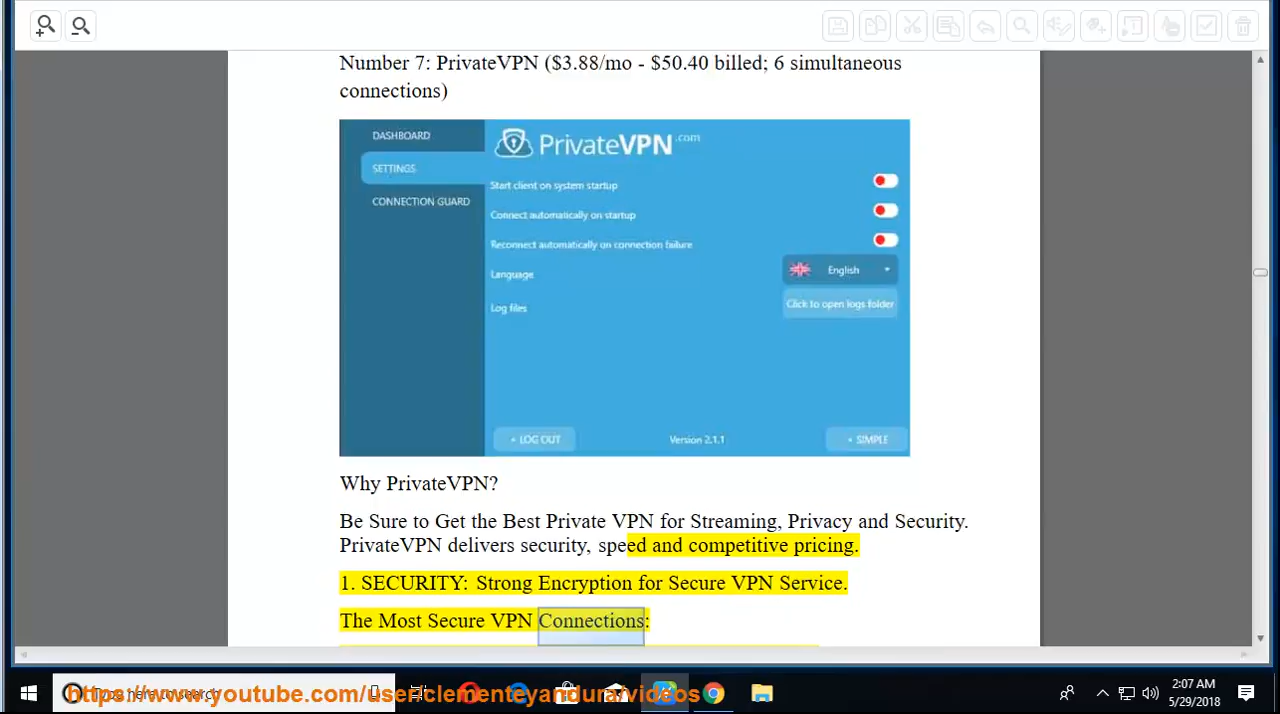 Number 7: PrivateVPN ($3.88/mo - $50.40 billed; 6 simultaneous
connections)
DASHBOARD
SETTINGS
CONNECTION GUARD
PrivateVPN.com
Start client on system startup
Connect automatically on startup
Reconnect automatically on connection failure
Language
English
Log files
Click to open logs folder
LOG OUT
Version 2.1.1
SIMPLE
Why PrivateVPN?
Be Sure to Get the Best Private VPN for Streaming, Privacy and Security.
PrivateVPN delivers security, speed and competitive pricing.
1. SECURITY: Strong Encryption for Secure VPN Service.
The Most Secure VPN Connections:
https://www.youtube.com/user/clementeyandura/videos
2:07 AM
5/29/2018